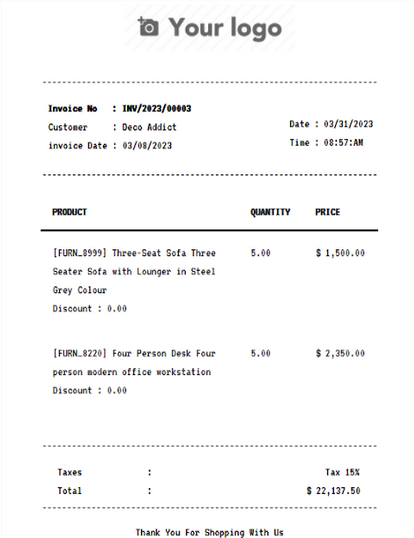 Your logo
Invoice No : INV/2023/00003
Customer : Deco Addict
Date : 03/31/2023
invoice Date : 03/08/2023
Time : 08:57:AM
PRODUCT QUANTITY PRICE
[FURN_8999] Three-Seat Sofa Three 5.00 $ 1,500.00
Seater Sofa with Lounger in Steel
Grey Colour
Discount : 0.00
[FURN_8220] Four Person Desk Four 5.00 $ 2,350.00
person modern office workstation
Discount : 0.00
Taxes : Tax 15%
Total : $ 22,137.50
Thank You For Shopping With Us